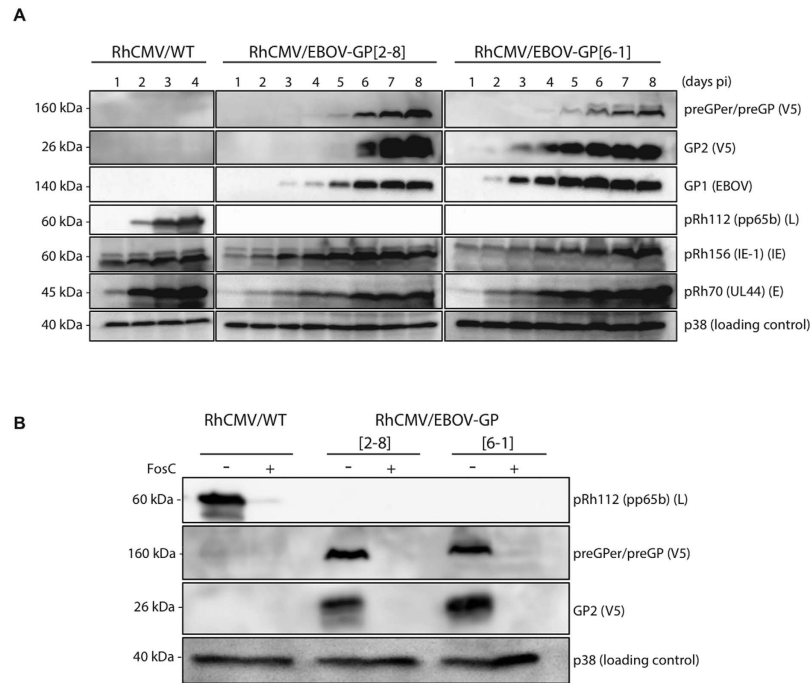 A
RhCMV/WT RhCMV/EBOV-GP[2-8] RhCMV/EBOV-GP[6-1]
1 2 3 4 1 2 3 4 5 6 7 8 1 2 3 4 5 6 7 8 (days pi)
160 kDa preGPer/preGP (V5)
26 kDa GP2 (V5)
140 kDa GP1 (EBOV)
60 kDa pRh112 (pp65b) (L)
60 kDa pRh156 (IE-1) (IE)
45 kDa pRh70 (UL44) (E)
40 kDa p38 (loading control)
B
RhCMV/WT RhCMV/EBOV-GP
[2-8] [6-1]
FosC - + - + - +
60 kDa pRh112 (pp65b) (L)
160 kDa preGPer/preGP (V5)
26 kDa GP2 (V5)
40 kDa p38 (loading control)